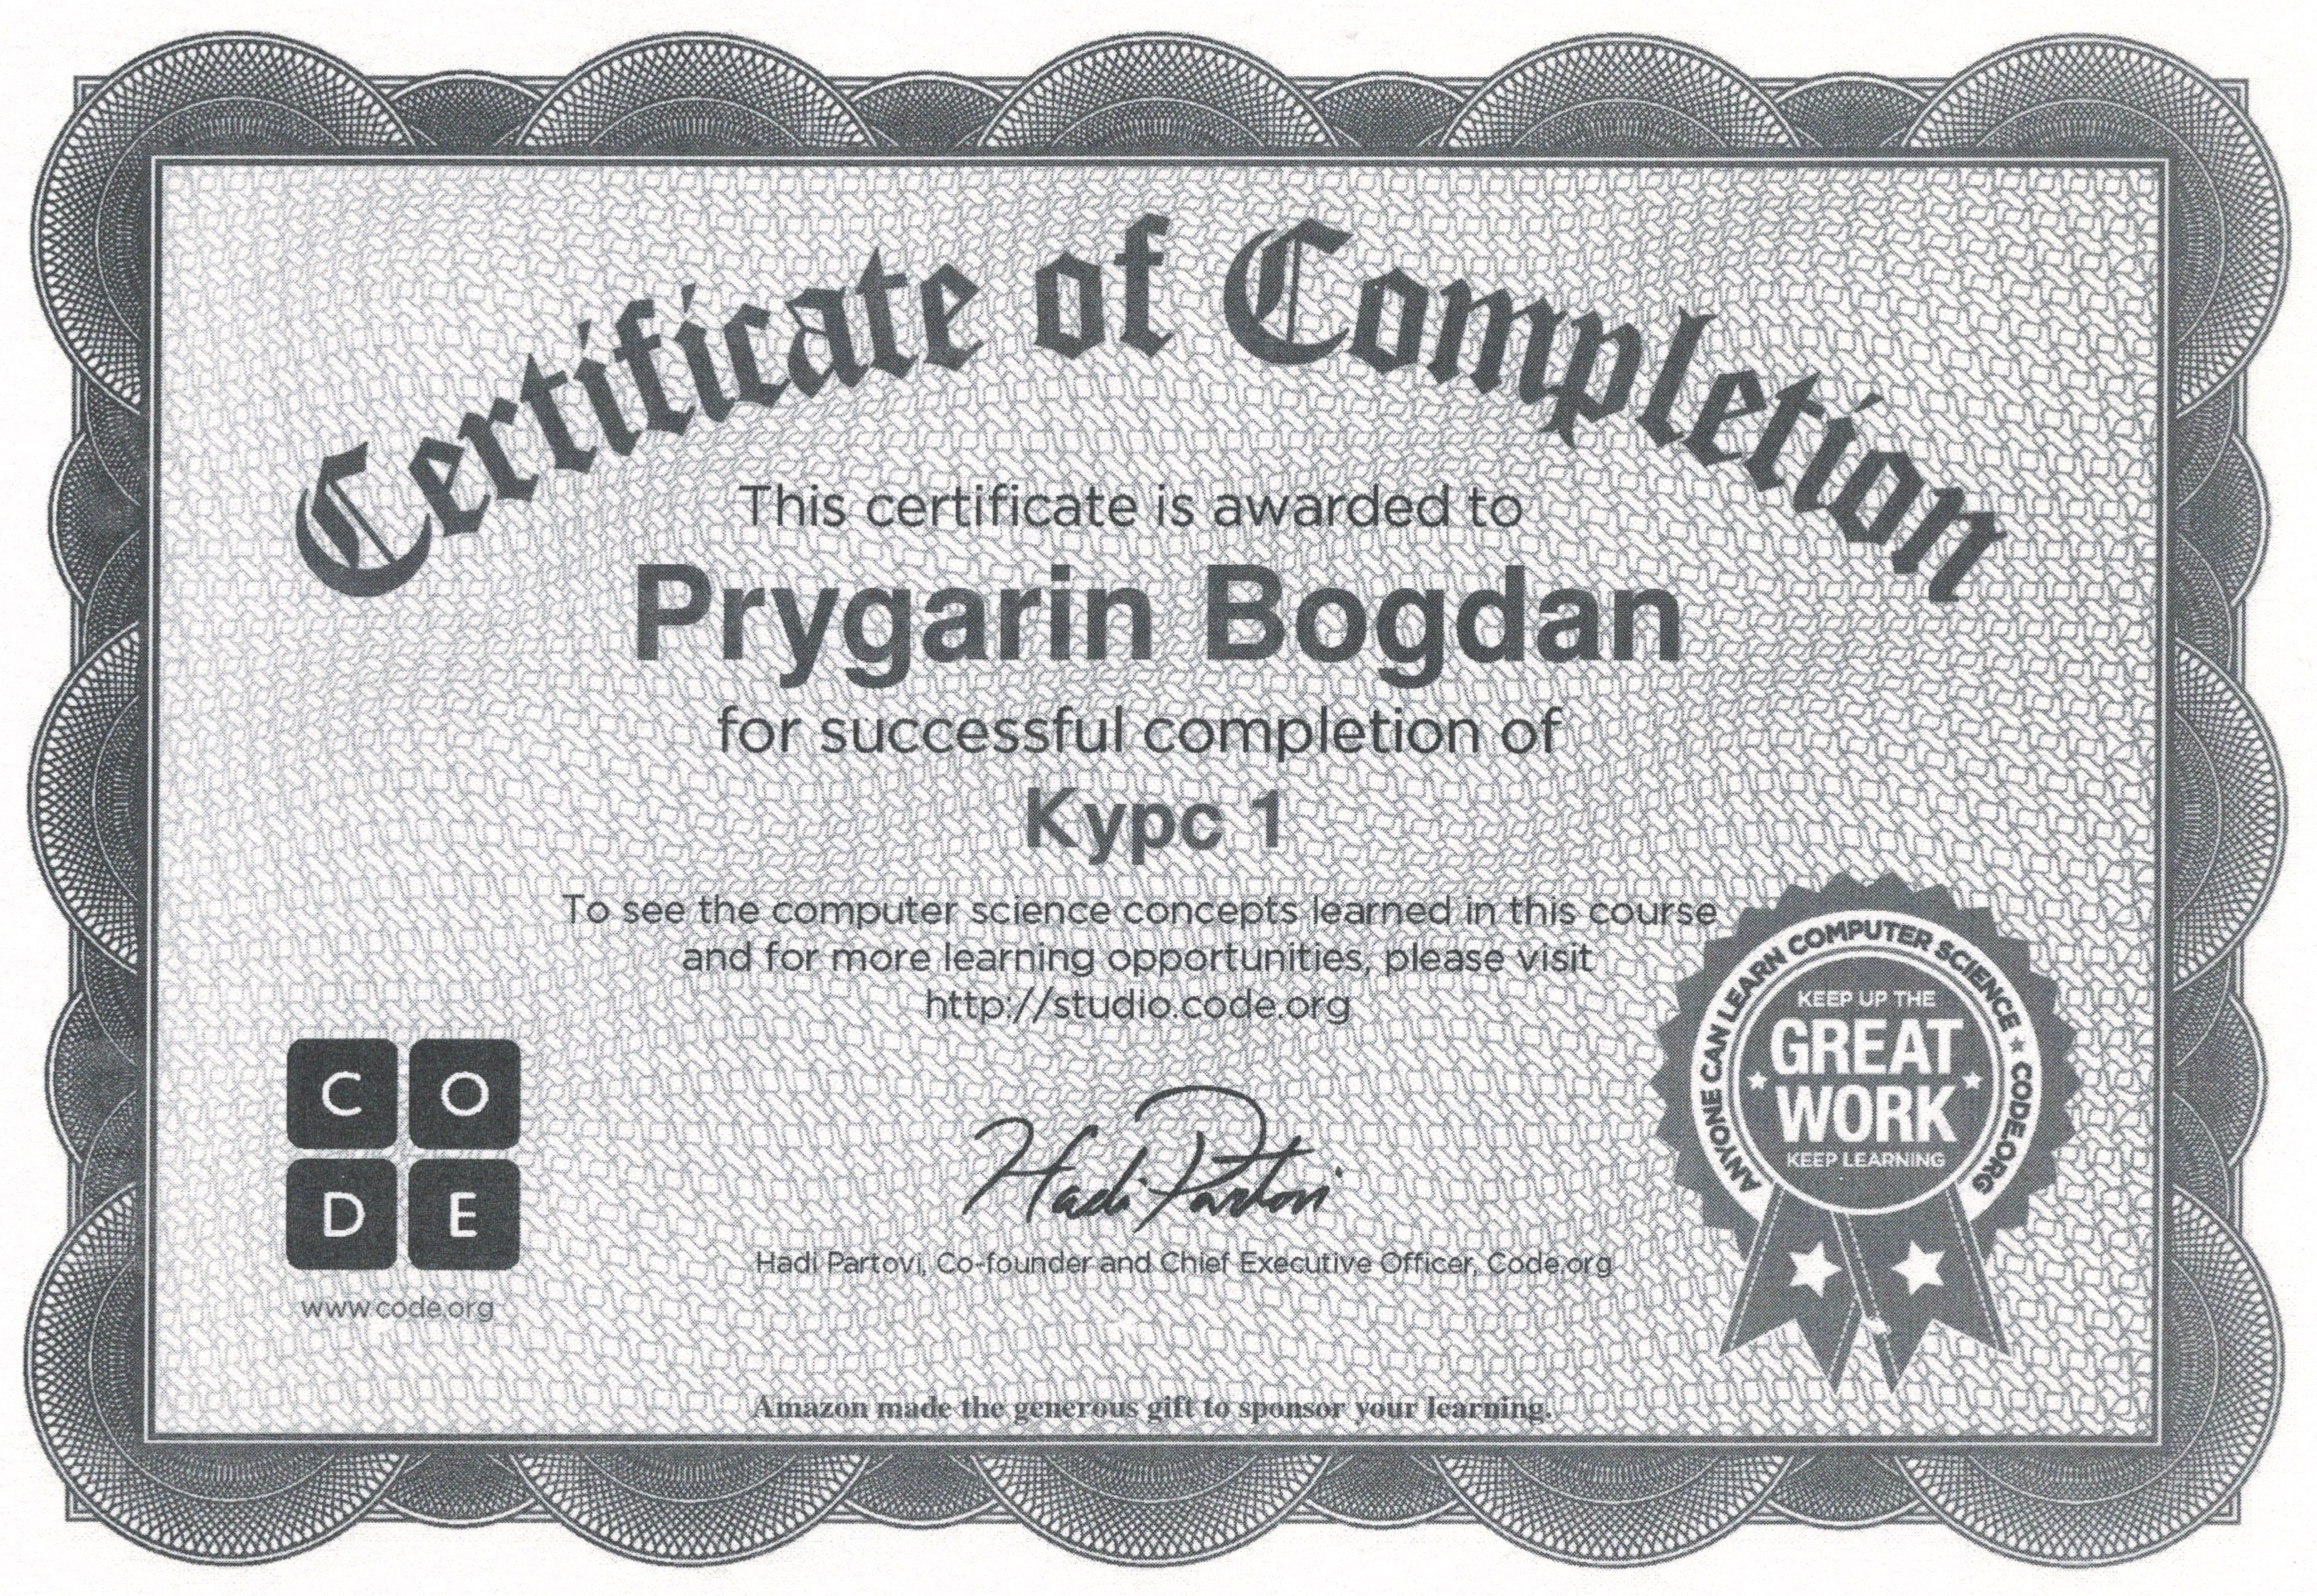 Certificate of Completion
This certificate is awarded to
Prygarin Bogdan
for successful completion of
Курс 1
To see the computer science concepts learned in this course
and for more learning opportunities, please visit
http://studio.code.org
C O
D E
www.code.org
Hadi Partovi
Hadi Partovi, Co-founder and Chief Executive Officer, Code.org
ANYONE CAN LEARN COMPUTER SCIENCE ★ CODE.ORG
KEEP UP THE
GREAT
WORK
KEEP LEARNING
Amazon made the generous gift to sponsor your learning.